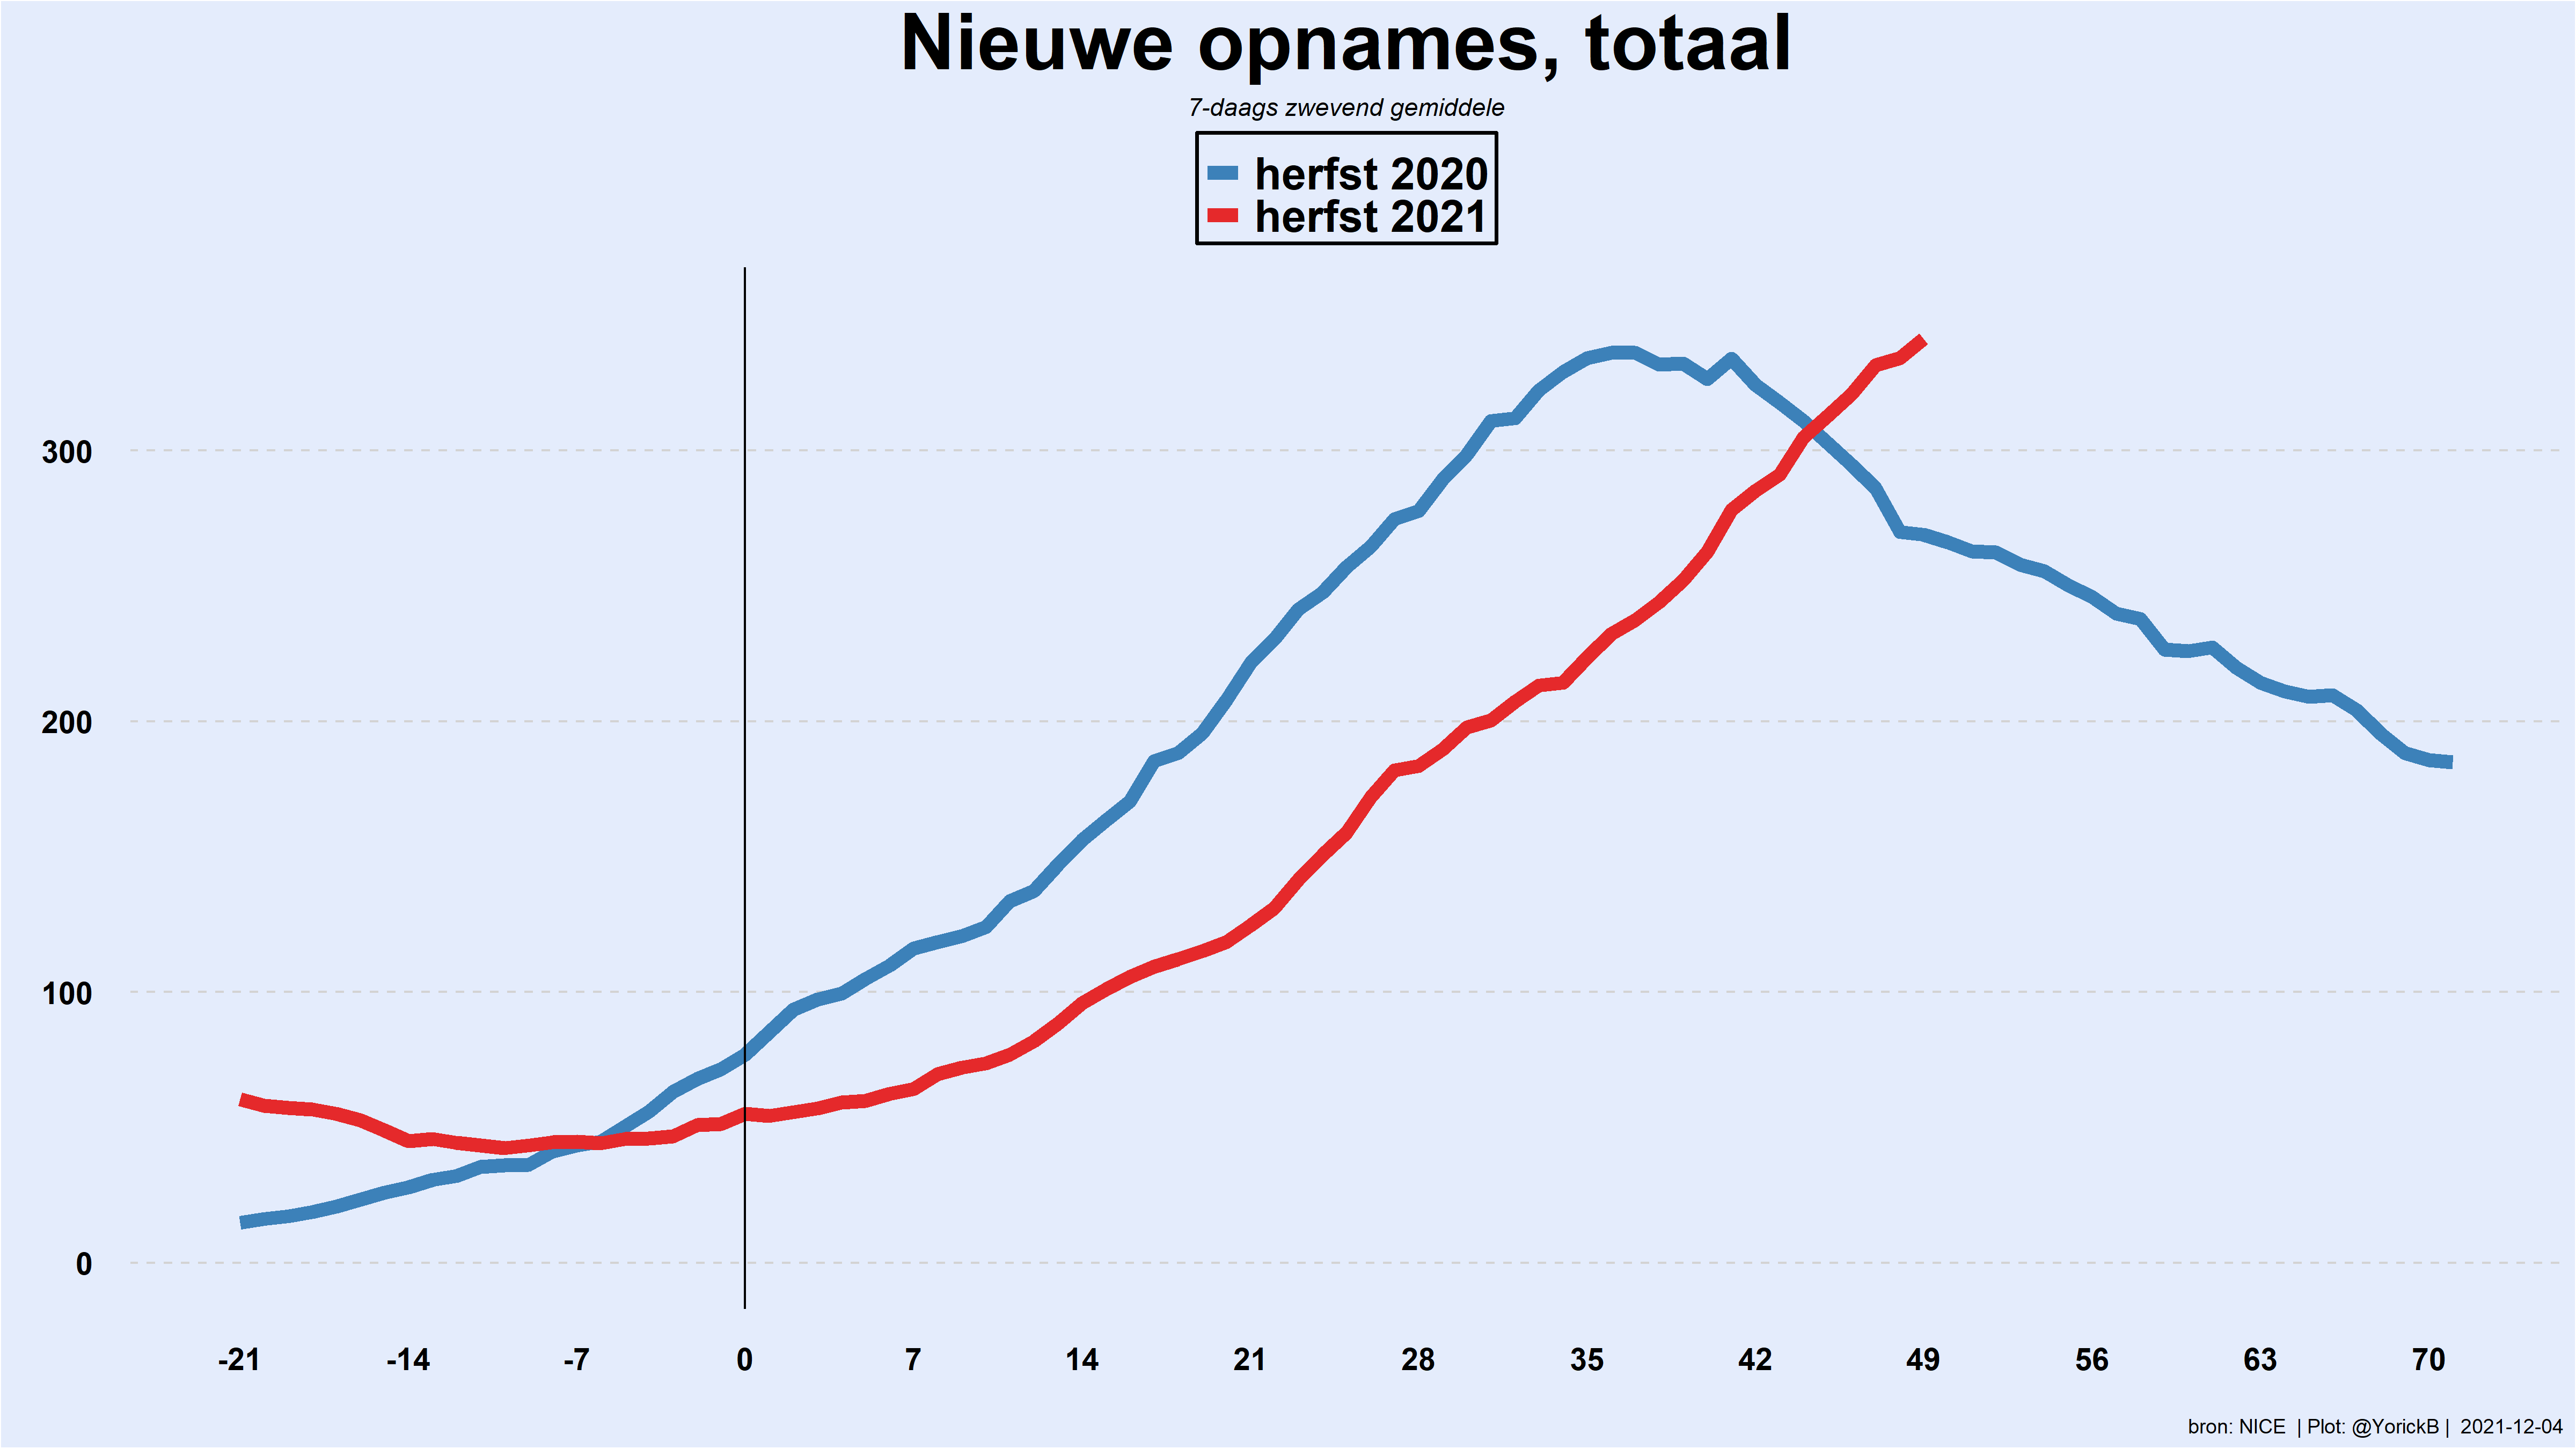 Nieuwe opnames, totaal
7-daags zwevend gemiddele
herfst 2020
herfst 2021
300
200
100
0
-21 -14 -7 0 7 14 21 28 35 42 49 56 63 70
bron: NICE | Plot: @YorickB | 2021-12-04